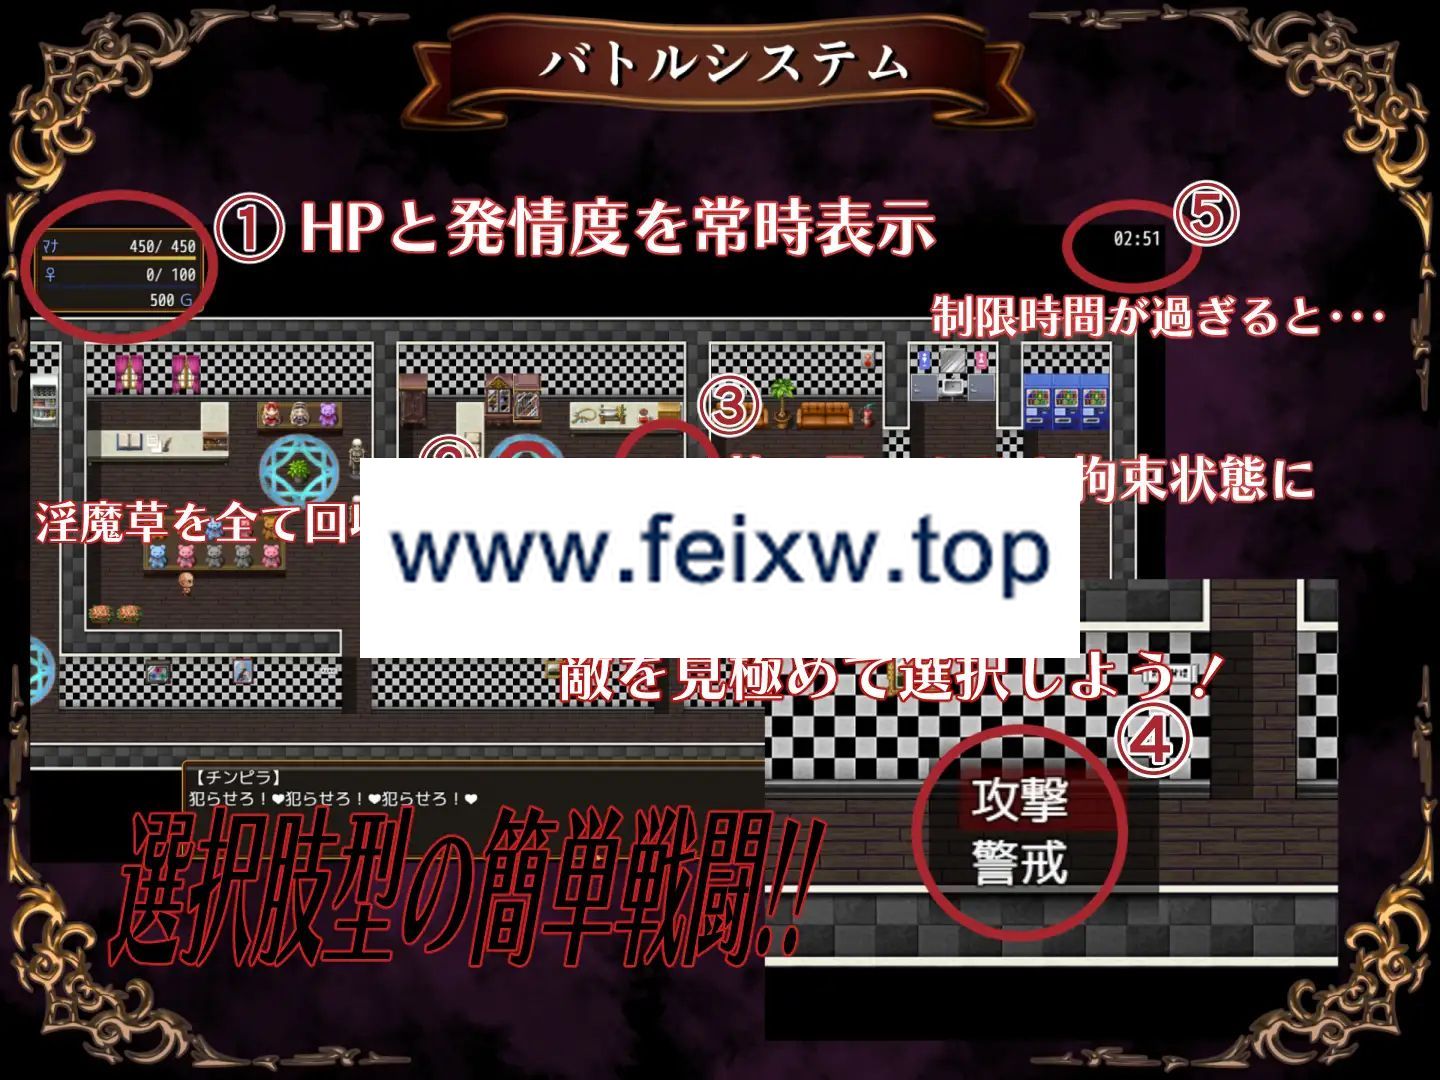 バトルシステム
① HPと発情度を常時表示
⑤
ﾏﾅ 450/ 450
♀ 0/ 100
500 G
02:51
制限時間が過ぎると･･･
③
拘束状態に
淫魔草を全て回
www.feixw.top
敵を見極めて選択しよう！
④
【チンピラ】
犯らせろ！❤犯らせろ！❤犯らせろ！❤
攻撃
警戒
選択肢型の簡単戦闘!!